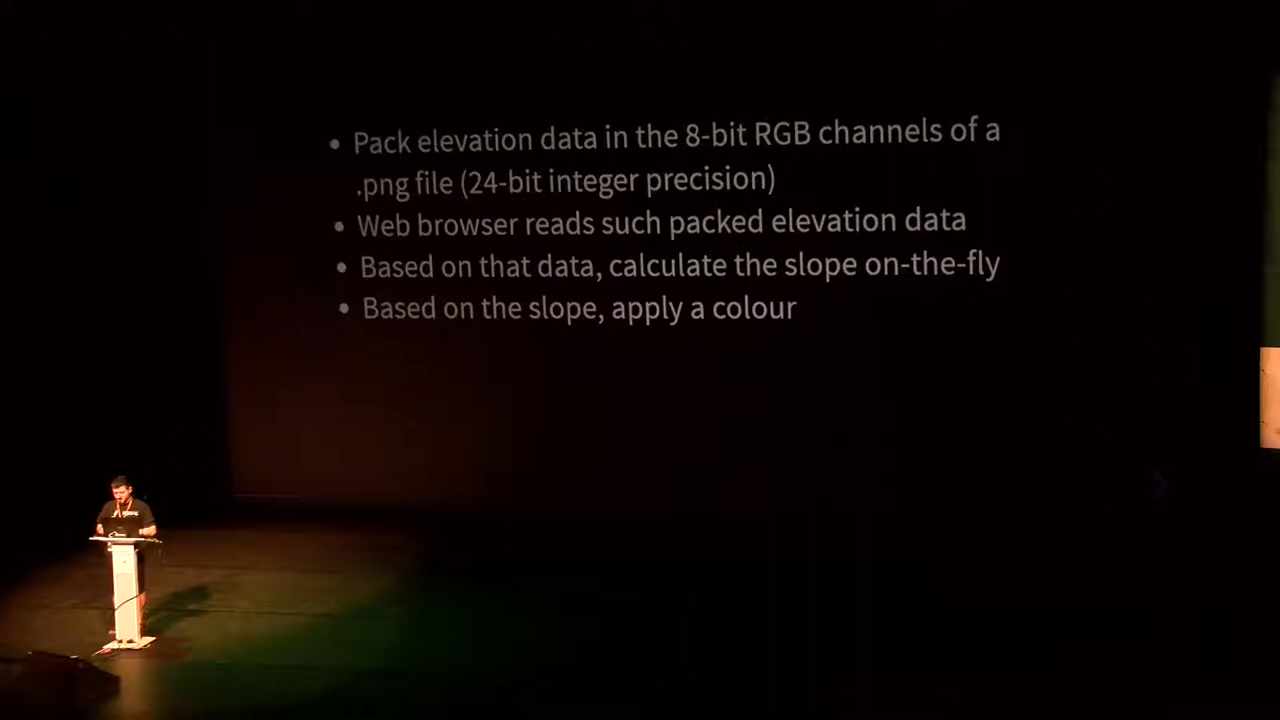 • Pack elevation data in the 8-bit RGB channels of a
.png file (24-bit integer precision)
• Web browser reads such packed elevation data
• Based on that data, calculate the slope on-the-fly
• Based on the slope, apply a colour